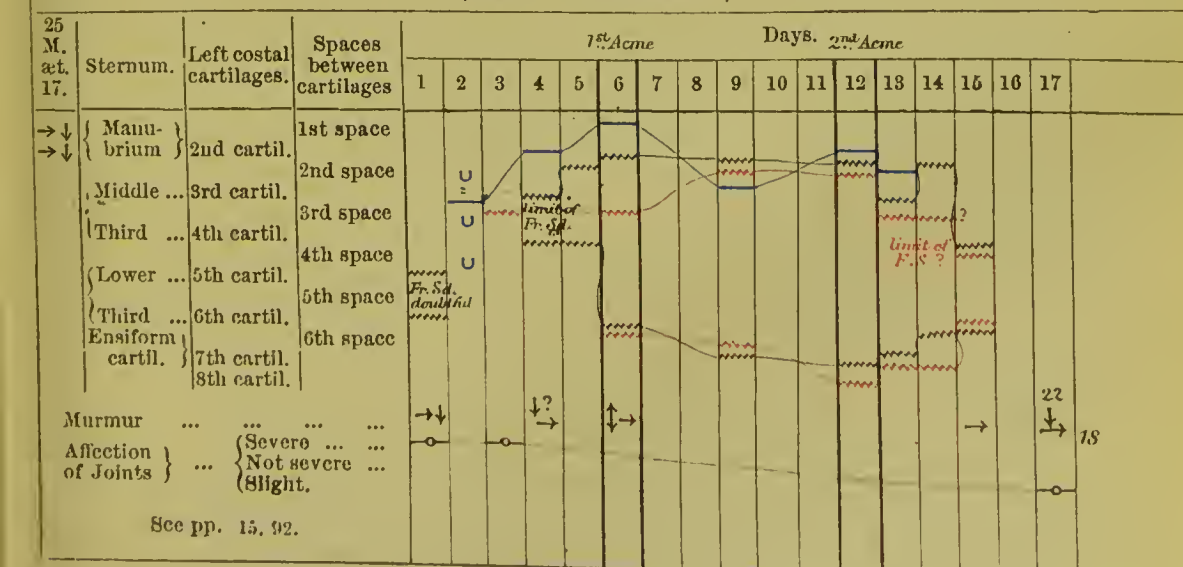 25 M. æt. 17.
Sternum.
Left costal cartilages.
Spaces between cartilages
1st Acme Days. 2nd Acme
1 2 3 4 5 6 7 8 9 10 11 12 13 14 15 16 17
→↓ { Manu- } 1st space
→↓ { brium } 2nd cartil.
2nd space
Middle ... 3rd cartil.
3rd space
Third ... 4th cartil.
4th space
Lower ... 5th cartil.
5th space
Third ... 6th cartil.
Ensiform 6th space
cartil. } 7th cartil.
8th cartil.
limit of
Fr. Sd.
Fr. Sd.
doubtful
?
limit of
F.S ?
Murmur ... ... ... ... →↓ ↓? → ↕→ → 22 ↓ → 18
Affection } ... { Severe ... ...
of Joints } { Not severe ...
(Slight.
See pp. 15, 92.